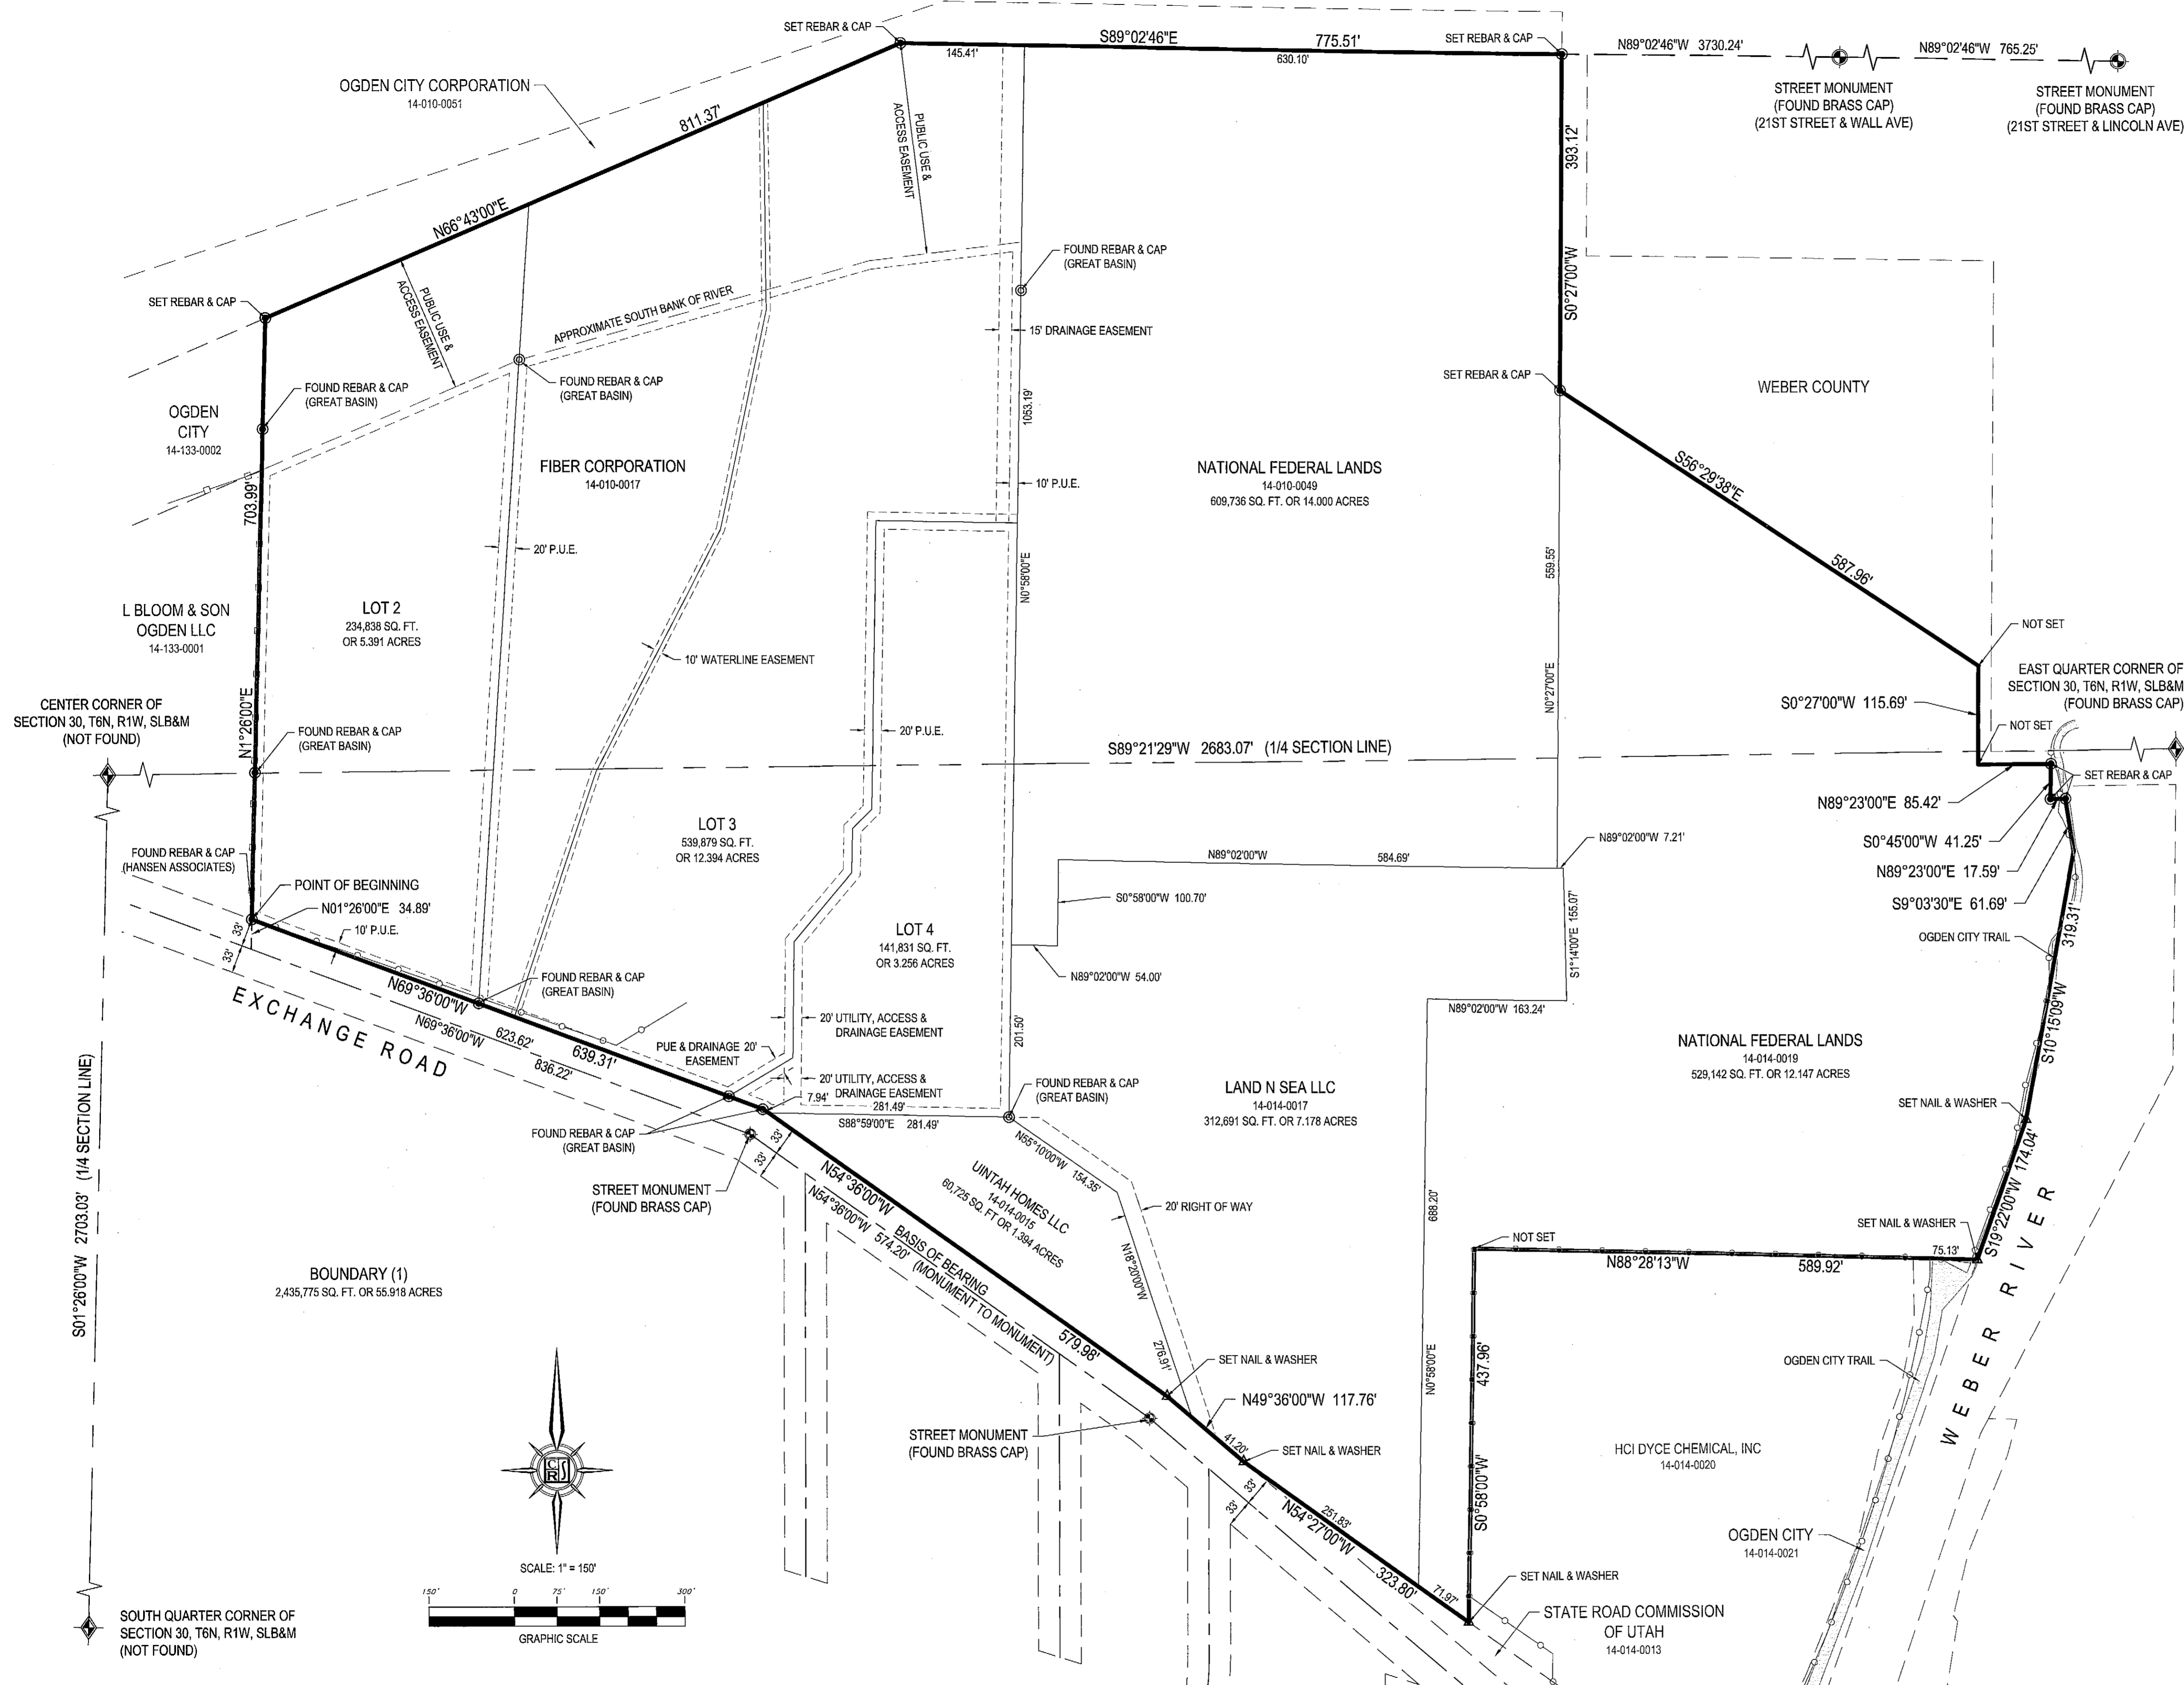 SET REBAR & CAP
S89°02'46"E
775.51'
145.41'
630.10'
SET REBAR & CAP
N89°02'46"W 3730.24'
N89°02'46"W 765.25'
STREET MONUMENT
(FOUND BRASS CAP)
(21ST STREET & WALL AVE)
STREET MONUMENT
(FOUND BRASS CAP)
(21ST STREET & LINCOLN AVE)
OGDEN CITY CORPORATION
14-010-0051
811.37'
N66°43'00"E
PUBLIC USE &
ACCESS EASEMENT
393.12'
S0°27'00"W
FOUND REBAR & CAP
(GREAT BASIN)
SET REBAR & CAP
PUBLIC USE &
ACCESS EASEMENT
APPROXIMATE SOUTH BANK OF RIVER
15' DRAINAGE EASEMENT
FOUND REBAR & CAP
(GREAT BASIN)
FOUND REBAR & CAP
(GREAT BASIN)
1053.19'
SET REBAR & CAP
WEBER COUNTY
OGDEN
CITY
14-133-0002
703.99'
FIBER CORPORATION
14-010-0017
10' P.U.E.
NATIONAL FEDERAL LANDS
14-010-0049
609,736 SQ. FT. OR 14.000 ACRES
S56°29'38"E
587.96'
20' P.U.E.
N0°58'00"E
559.55'
L BLOOM & SON
OGDEN LLC
14-133-0001
LOT 2
234,838 SQ. FT.
OR 5.391 ACRES
10' WATERLINE EASEMENT
N0°27'00"E
NOT SET
EAST QUARTER CORNER OF
SECTION 30, T6N, R1W, SLB&M
(FOUND BRASS CAP)
S0°27'00"W 115.69'
NOT SET
CENTER CORNER OF
SECTION 30, T6N, R1W, SLB&M
(NOT FOUND)
N1°26'00"E
FOUND REBAR & CAP
(GREAT BASIN)
20' P.U.E.
S89°21'29"W 2683.07' (1/4 SECTION LINE)
SET REBAR & CAP
N89°23'00"E 85.42'
S0°45'00"W 41.25'
N89°23'00"E 17.59'
S9°03'30"E 61.69'
LOT 3
539,879 SQ. FT.
OR 12.394 ACRES
N89°02'00"W
584.69'
N89°02'00"W 7.21'
FOUND REBAR & CAP
(HANSEN ASSOCIATES)
POINT OF BEGINNING
N01°26'00"E 34.89'
10' P.U.E.
33'
33'
S0°58'00"W 100.70'
S1°14'00"E 155.07'
319.31'
OGDEN CITY TRAIL
LOT 4
141,831 SQ. FT.
OR 3.256 ACRES
N89°02'00"W 54.00'
N89°02'00"W 163.24'
S10°15'09"W
EXCHANGE ROAD
N69°36'00"W
N69°36'00"W
623.62'
639.31'
836.22'
FOUND REBAR & CAP
(GREAT BASIN)
20' UTILITY, ACCESS &
DRAINAGE EASEMENT
PUE & DRAINAGE 20'
EASEMENT
201.50'
20' UTILITY, ACCESS &
DRAINAGE EASEMENT
7.94'
281.49'
S88°59'00"E 281.49'
FOUND REBAR & CAP
(GREAT BASIN)
LAND N SEA LLC
14-014-0017
312,691 SQ. FT. OR 7.178 ACRES
NATIONAL FEDERAL LANDS
14-014-0019
529,142 SQ. FT. OR 12.147 ACRES
SET NAIL & WASHER
FOUND REBAR & CAP
(GREAT BASIN)
33'
33'
STREET MONUMENT
(FOUND BRASS CAP)
N54°36'00"W
N54°36'00"W 574.20'
BASIS OF BEARING
(MONUMENT TO MONUMENT)
579.98'
UINTAH HOMES LLC
14-014-0015
60,725 SQ. FT OR 1.394 ACRES
N55°10'00"W 154.35'
20' RIGHT OF WAY
N18°20'00"W
276.91'
688.20'
N0°58'00"E
S19°22'00"W 174.04'
SET NAIL & WASHER
NOT SET
75.13'
N88°28'13"W
589.92'
WEBER RIVER
S01°26'00"W 2703.03' (1/4 SECTION LINE)
BOUNDARY (1)
2,435,775 SQ. FT. OR 55.918 ACRES
SET NAIL & WASHER
N49°36'00"W 117.76'
437.96'
S0°58'00"W
OGDEN CITY TRAIL
STREET MONUMENT
(FOUND BRASS CAP)
41.20'
SET NAIL & WASHER
33'
33'
N54°27'00"W
251.83'
323.80'
71.97'
HCI DYCE CHEMICAL, INC
14-014-0020
OGDEN CITY
14-014-0021
SET NAIL & WASHER
STATE ROAD COMMISSION
OF UTAH
14-014-0013
C S
R
SCALE: 1" = 150'
150' 0 75' 150' 300'
GRAPHIC SCALE
SOUTH QUARTER CORNER OF
SECTION 30, T6N, R1W, SLB&M
(NOT FOUND)